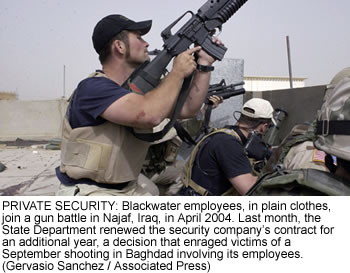 PRIVATE SECURITY: Blackwater employees, in plain clothes,
join a gun battle in Najaf, Iraq, in April 2004. Last month, the
State Department renewed the security company's contract for
an additional year, a decision that enraged victims of a
September shooting in Baghdad involving its employees.
(Gervasio Sanchez / Associated Press)